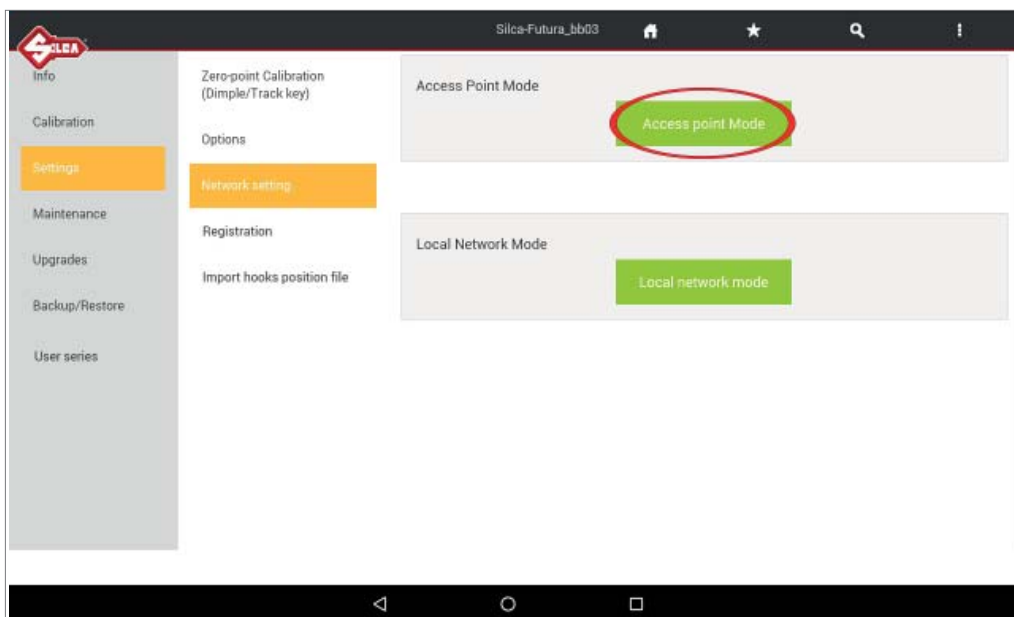 Silca-Futura_bb03
SILCA
Info
Calibration
Settings
Maintenance
Upgrades
Backup/Restore
User series
Zero-point Calibration
(Dimple/Track key)
Options
Network setting
Registration
Import hooks position file
Access Point Mode
Access point Mode
Local Network Mode
Local network mode